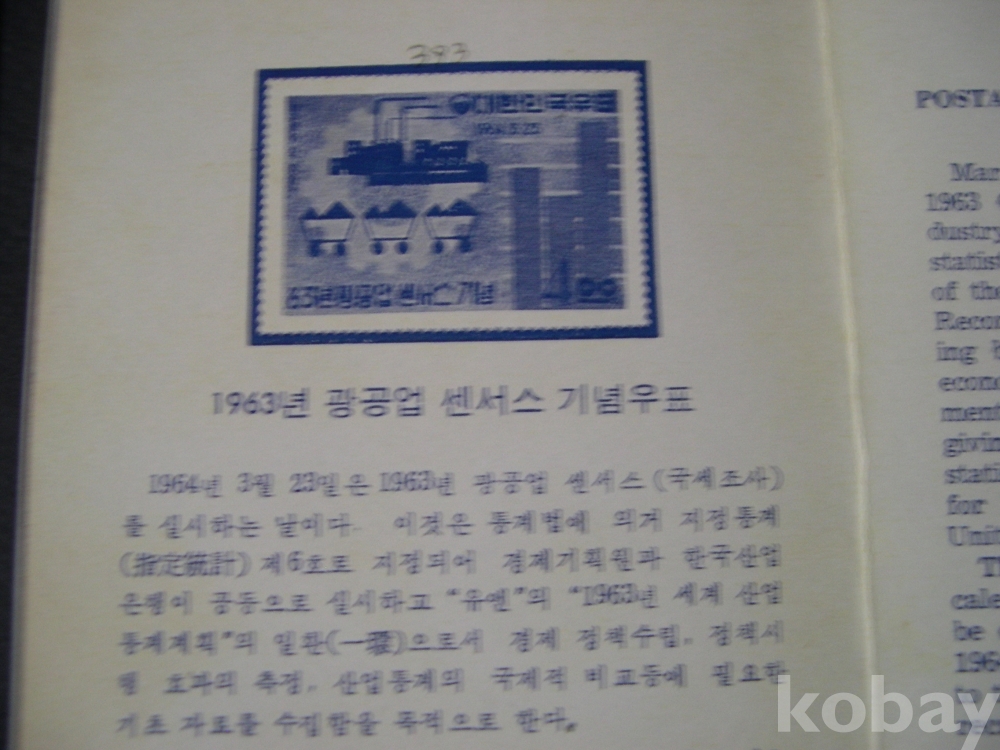 393
대한민국우표
1964.3.23
63년광공업 센서스 기념
4.00
1963년 광공업 센서스 기념우표
1964년 3월 23일은 1963년 광공업 센서스 (국세조사)
를 실시하는 날이다. 이것은 통계법에 의거 지정통계
(指定統計) 제6호로 지정되어 경제기획원과 한국산업
은행이 공동으로 실시하고 "유엔"의 "1963년 세계 산업
통계계획"의 일환(一環)으로서 경제 정책수립, 정책시
행 효과의 측정, 산업통계의 국제적 비교등에 필요한
기초 자료를 수집함을 목적으로 한다.
POSTA
Mar
1963
dustry
statist
of the
Recon
ing b
econo
ment
givin
stati
for
Unit
Th
cale
be
196
to
kobay